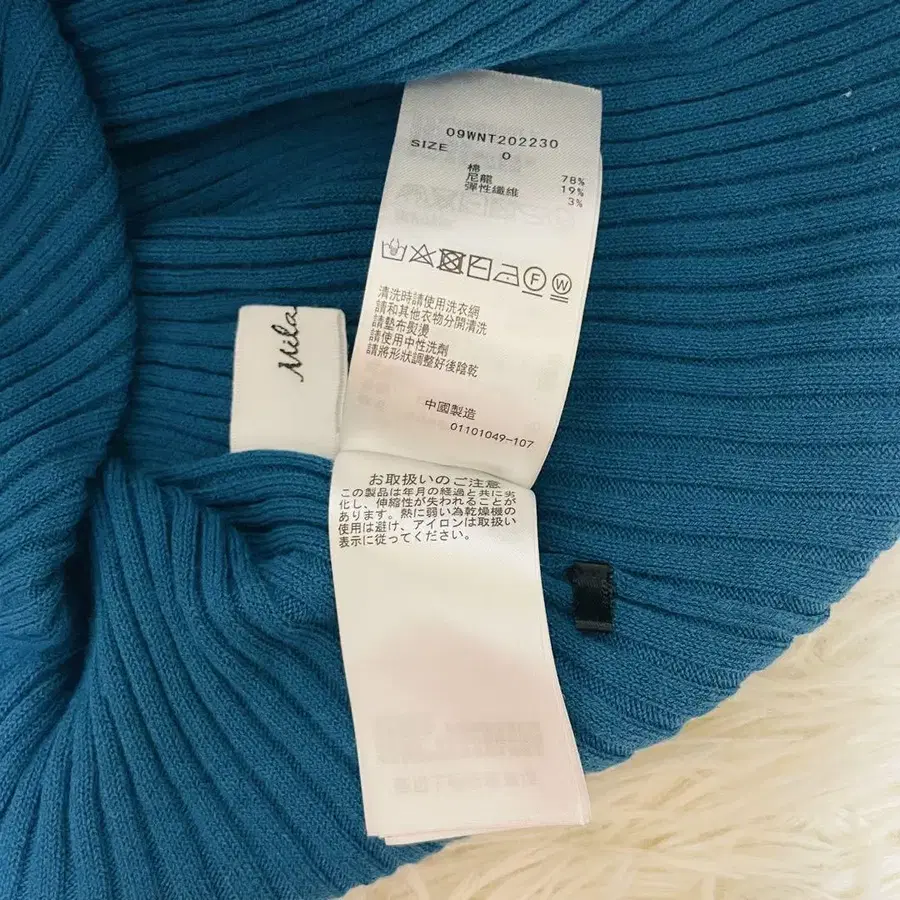 09WNT202230
SIZE 0
棉 78%
尼龍 19%
彈性纖維 3%
F W
清洗時請使用洗衣網
請和其他衣物分開清洗
請墊布熨燙
請使用中性洗劑
請將形狀調整好後陰乾
中國製造
01101049-107
Mila
お取扱いのご注意
この製品は年月の経過と共に劣
化し、伸縮性が失われることが
あります。熱に弱い為乾燥機の
使用は避け、アイロンは取扱い
表示に従ってください。